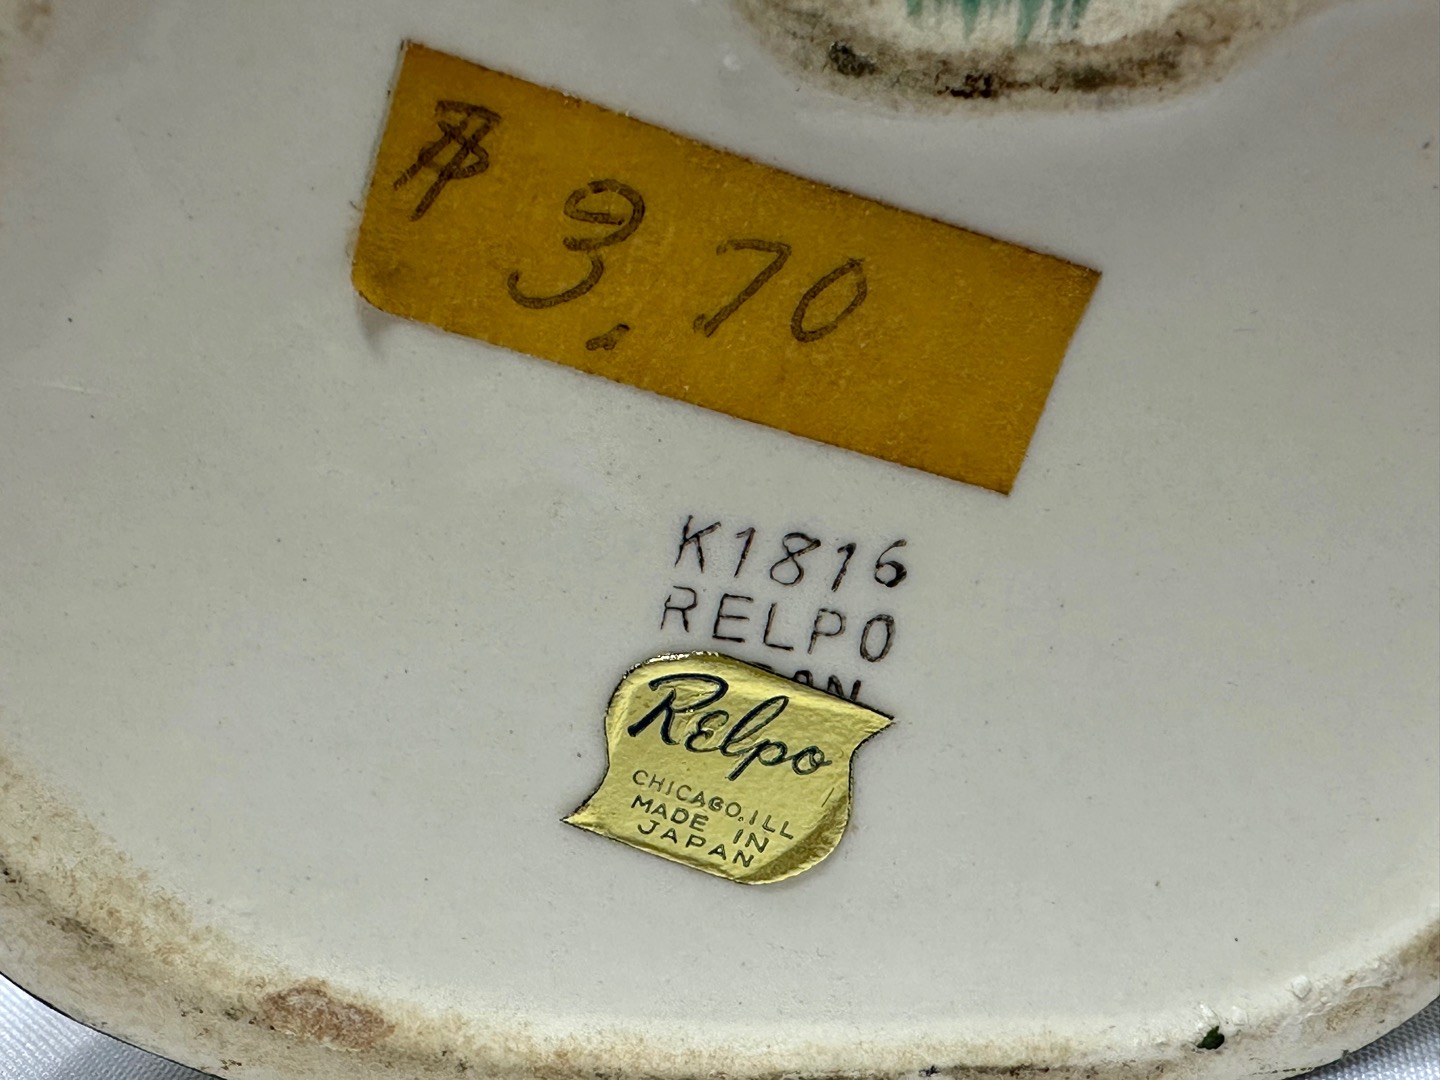 $ 3.70
K1816
RELPO
Relpo
CHICAGO.ILL
MADE IN
JAPAN